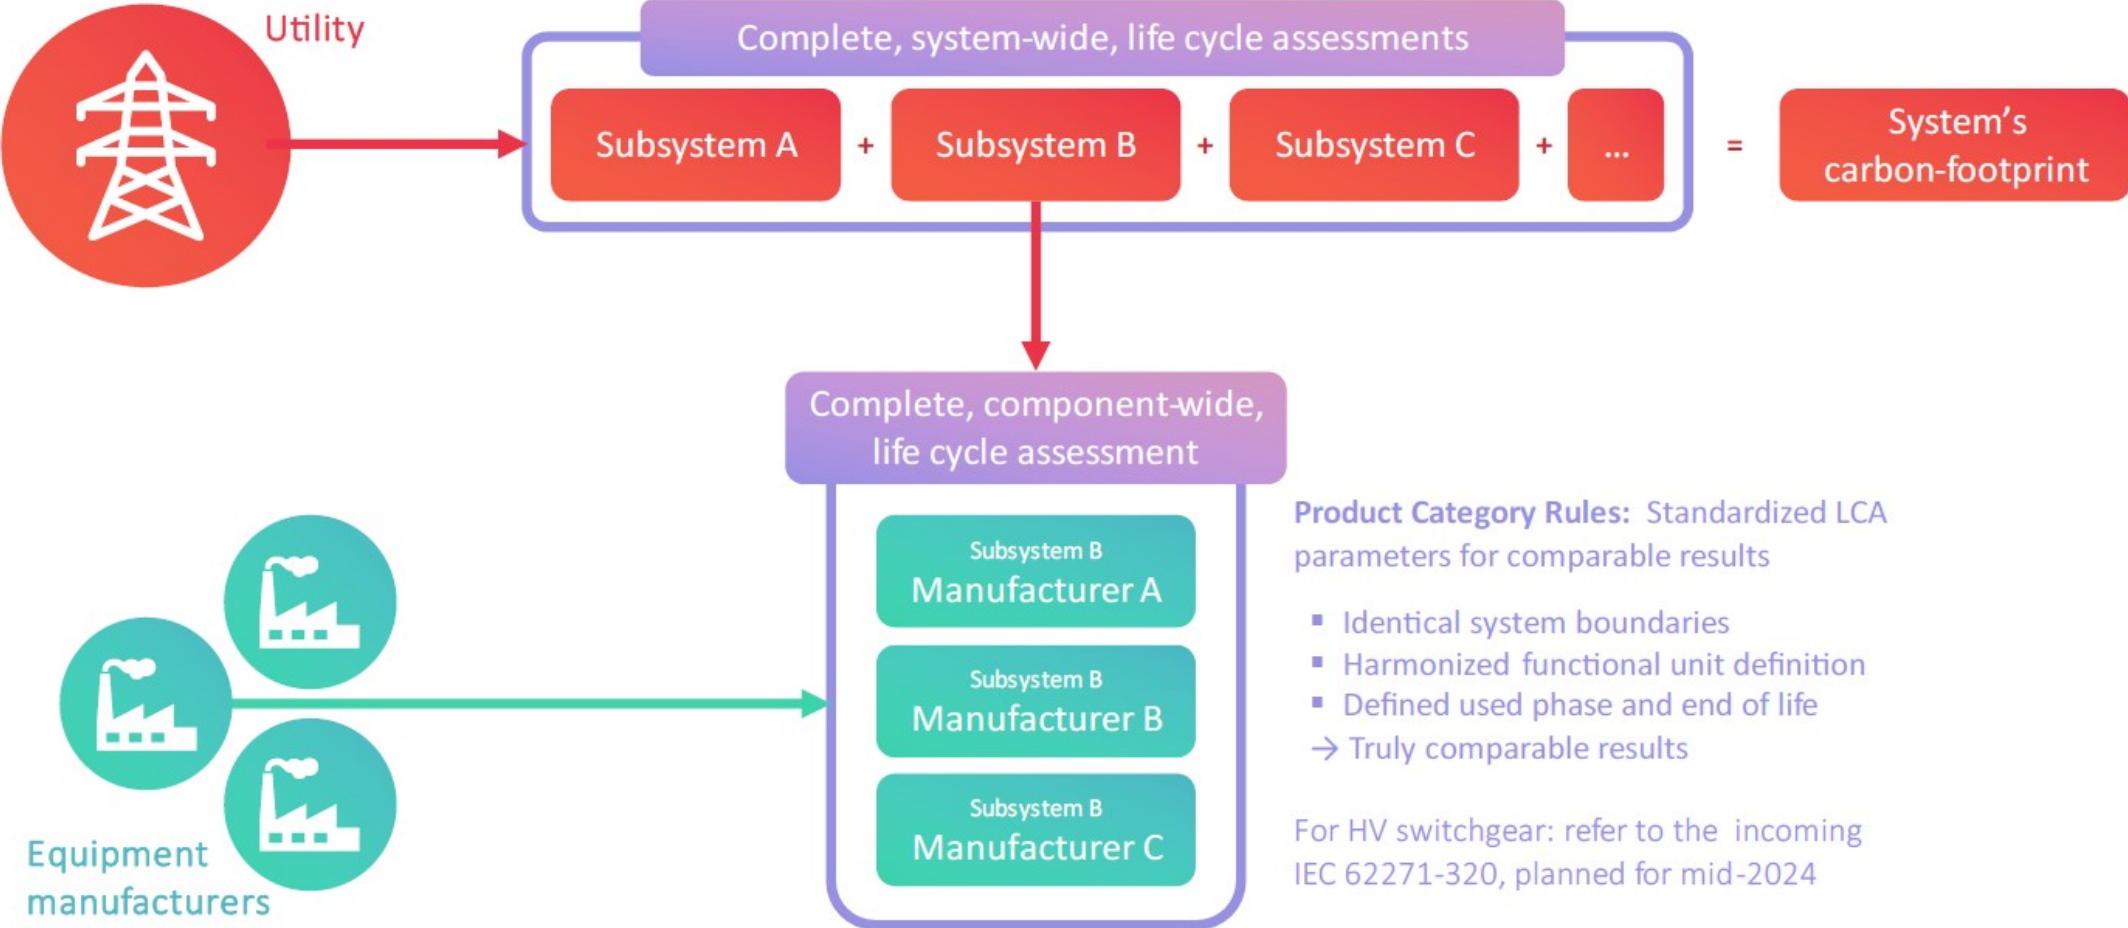 Utility
Complete, system-wide, life cycle assessments
Subsystem A + Subsystem B + Subsystem C + ... = System's
carbon-footprint
Complete, component-wide,
life cycle assessment
Subsystem B
Manufacturer A
Subsystem B
Manufacturer B
Subsystem B
Manufacturer C
Equipment
manufacturers
Product Category Rules: Standardized LCA
parameters for comparable results
▪ Identical system boundaries
▪ Harmonized functional unit definition
▪ Defined used phase and end of life
→ Truly comparable results
For HV switchgear: refer to the incoming
IEC 62271-320, planned for mid-2024